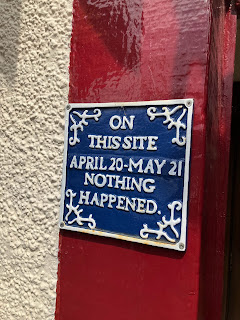 ON
THIS SITE
APRIL 20-MAY 21
NOTHING
HAPPENED.